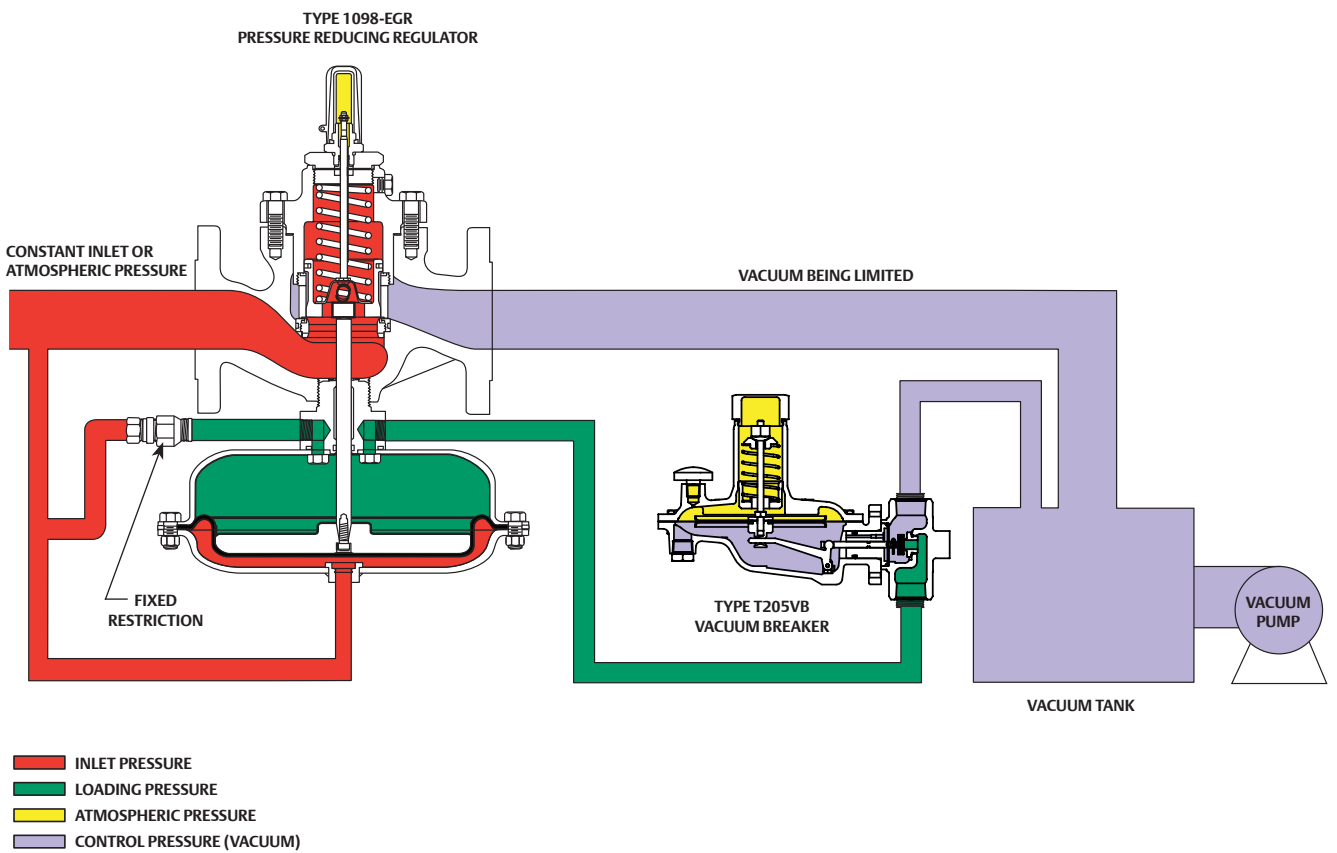 TYPE 1098-EGR
PRESSURE REDUCING REGULATOR
CONSTANT INLET OR
ATMOSPHERIC PRESSURE
VACUUM BEING LIMITED
FIXED
RESTRICTION
TYPE T205VB
VACUUM BREAKER
VACUUM
PUMP
VACUUM TANK
INLET PRESSURE
LOADING PRESSURE
ATMOSPHERIC PRESSURE
CONTROL PRESSURE (VACUUM)